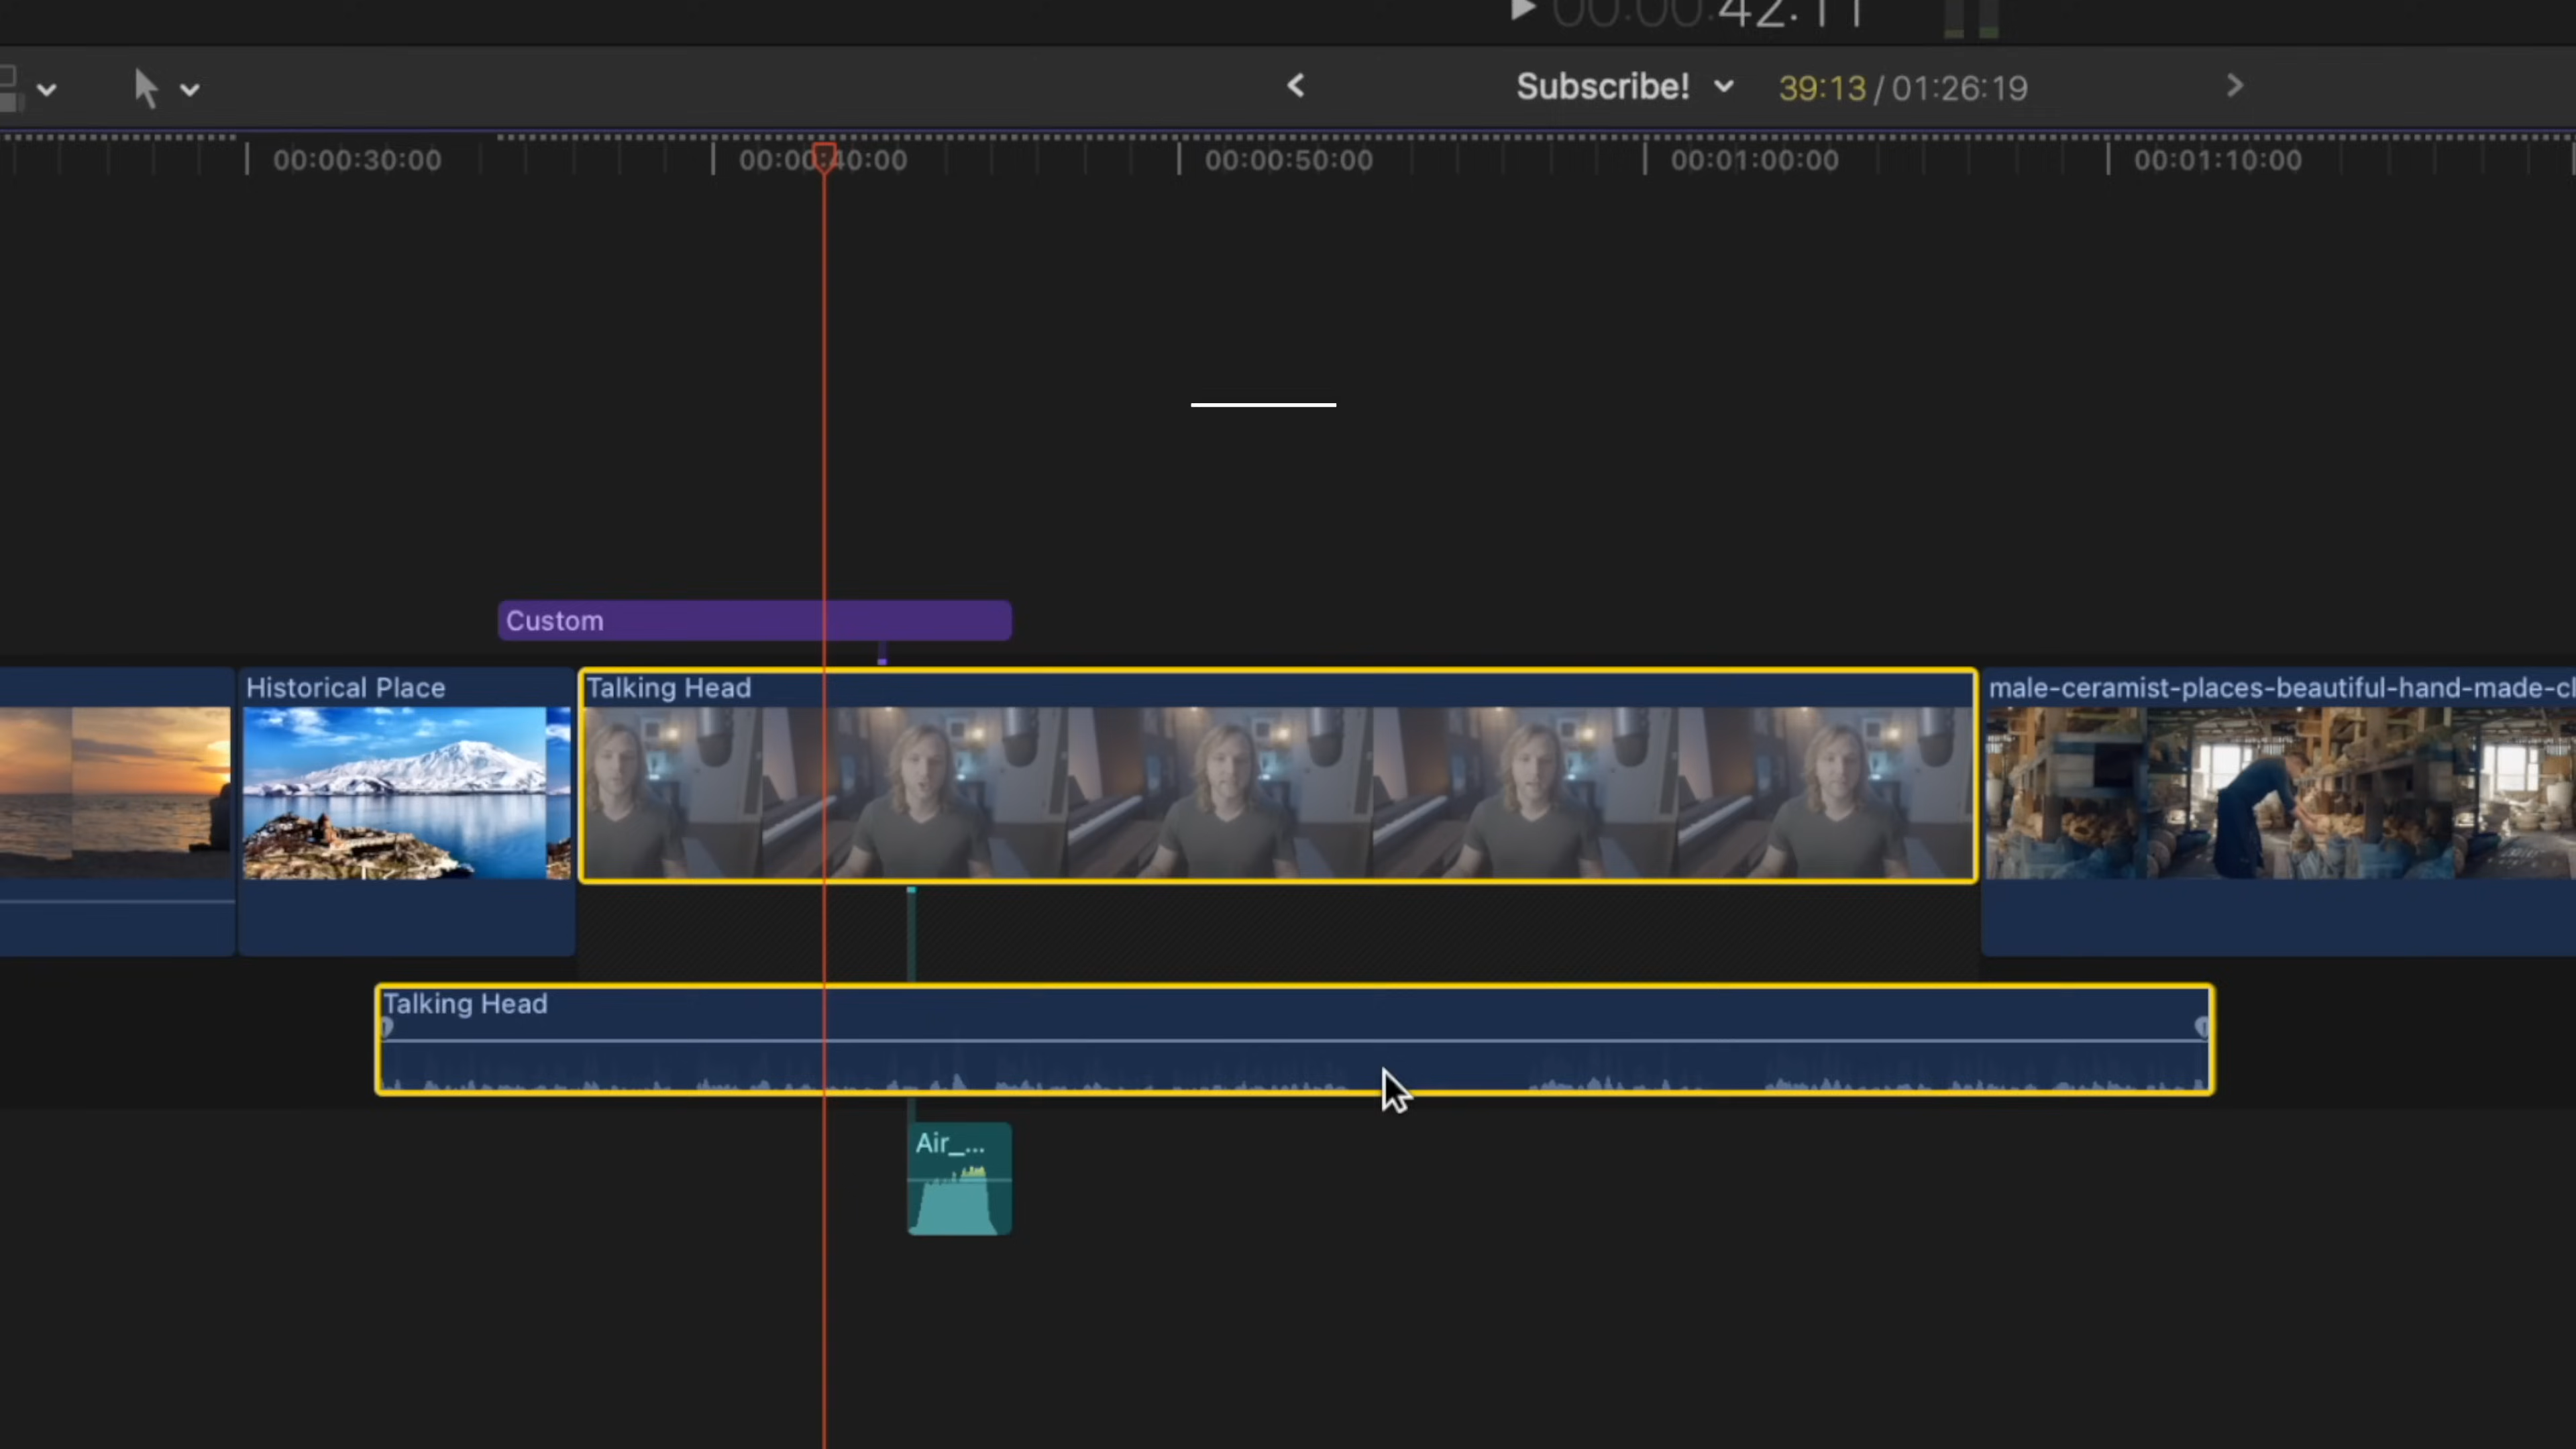 00:00:42:11
Subscribe! 39:13 / 01:26:19
00:00:30:00 00:00:40:00 00:00:50:00 00:01:00:00 00:01:10:00
Custom
Historical Place
Talking Head
male-ceramist-places-beautiful-hand-made-cl
Talking Head
Air_...